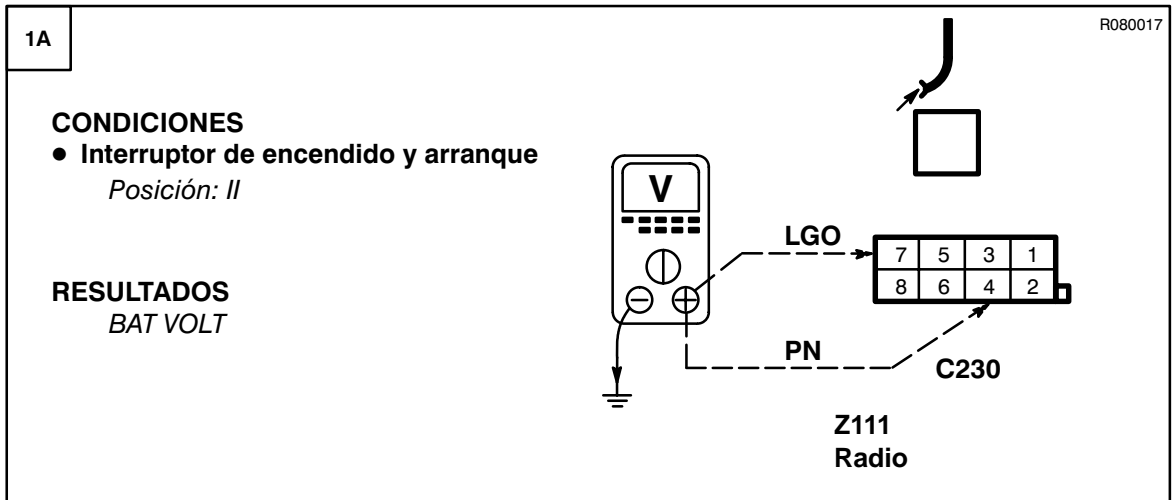 1A
R080017
CONDICIONES
● Interruptor de encendido y arranque
Posición: II
RESULTADOS
BAT VOLT
V
LGO
7 5 3 1
8 6 4 2
PN
C230
Z111
Radio